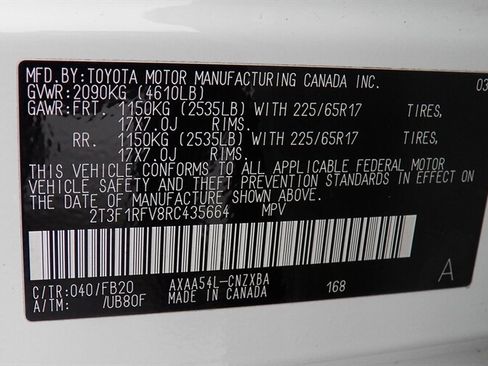 MFD.BY:TOYOTA MOTOR MANUFACTURING CANADA INC. 03
GVWR:2090KG (4610LB)
GAWR:FRT. 1150KG (2535LB) WITH 225/65R17 TIRES,
17X7.0J RIMS.
RR. 1150KG (2535LB) WITH 225/65R17 TIRES,
17X7.0J RIMS.
THIS VEHICLE CONFORMS TO ALL APPLICABLE FEDERAL MOTOR
VEHICLE SAFETY AND THEFT PREVENTION STANDARDS IN EFFECT
ON THE DATE OF MANUFACTURE SHOWN ABOVE.
2T3F1RFV8RC435664 MPV
C/TR:040/FB20 AXAA54L-CNZXBA 168 A
A/TM: /UB80F MADE IN CANADA